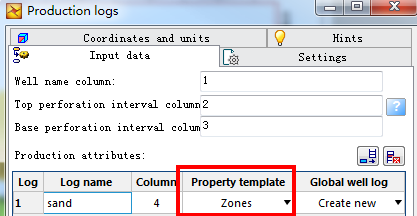 Production logs
Coordinates and units
Hints
Input data
Settings
Well name column: 1
Top perforation interval column 2
Base perforation interval colum 3
Production attributes:
Log Log name Column Property template Global well log
1 sand 4 Zones Create new